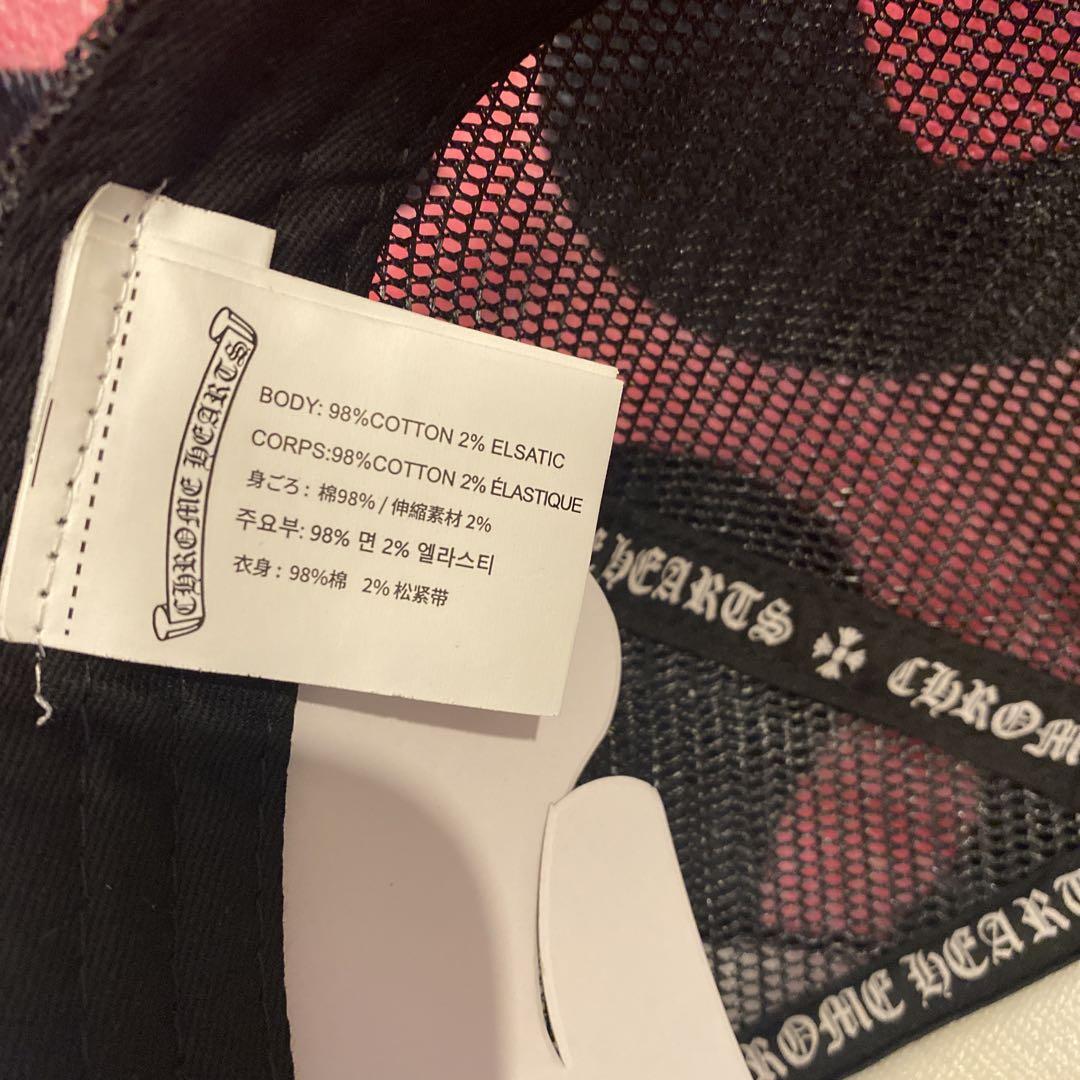 CHROME HEARTS
BODY: 98%COTTON 2% ELSATIC
CORPS:98%COTTON 2% ÉLASTIQUE
身ごろ: 棉98% / 伸縮素材 2%
주요부: 98% 면 2% 엘라스티
衣身: 98%棉 2% 松紧带
E HEARTS CHROM
ROME HEART